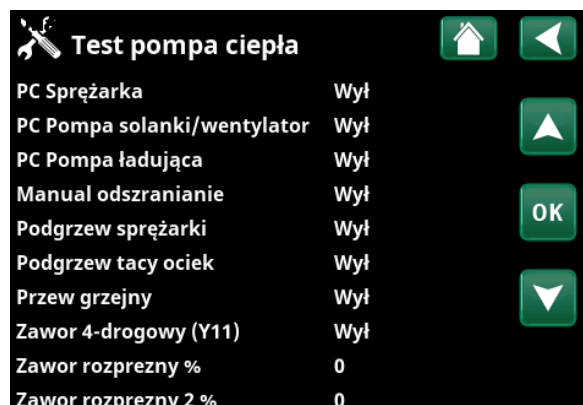 Test pompa ciepła
PC Sprężarka Wył
PC Pompa solanki/wentylator Wył
PC Pompa ładująca Wył
Manual odszranianie Wył
OK
Podgrzew sprężarki Wył
Podgrzew tacy ociek Wył
Przew grzejny Wył
Zawor 4-drogowy (Y11) Wył
Zawor rozprezny % 0
Zawor rozprezny 2 % 0